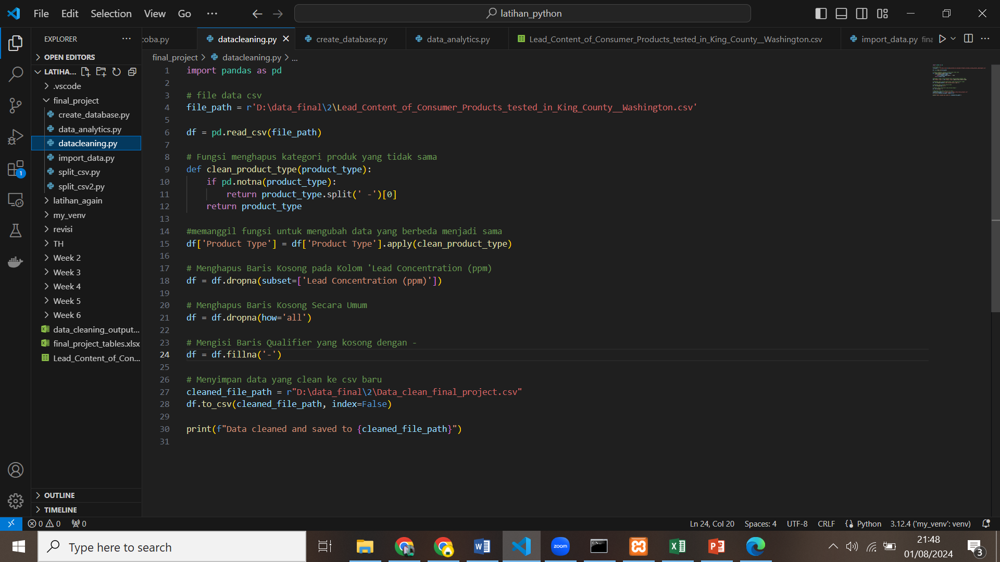 File Edit Selection View Go ··· latihan_python
EXPLORER ···
OPEN EDITORS
LATIHA...
.vscode
final_project
create_database.py
data_analytics.py
datacleaning.py
import_data.py
split_csv.py
split_csv2.py
latihan_again
my_venv
revisi
TH
Week 2
Week 3
Week 4
Week 5
Week 6
data_cleaning_output...
final_project_tables.xlsx
Lead_Content_of_Con...
OUTLINE
TIMELINE
1
coba.py datacleaning.py create_database.py data_analytics.py Lead_Content_of_Consumer_Products_tested_in_King_County__Washington.csv import_data.py fina ···
final_project > datacleaning.py > ...
1 import pandas as pd
2
3 # file data csv
4 file_path = r'D:\data_final\2\Lead_Content_of_Consumer_Products_tested_in_King_County__Washington.csv'
5
6 df = pd.read_csv(file_path)
7
8 # Fungsi menghapus kategori produk yang tidak sama
9 def clean_product_type(product_type):
10     if pd.notna(product_type):
11         return product_type.split(' -')[0]
12     return product_type
13
14 #memanggil fungsi untuk mengubah data yang berbeda menjadi sama
15 df['Product Type'] = df['Product Type'].apply(clean_product_type)
16
17 # Menghapus Baris Kosong pada Kolom 'Lead Concentration (ppm)
18 df = df.dropna(subset=['Lead Concentration (ppm)'])
19
20 # Menghapus Baris Kosong Secara Umum
21 df = df.dropna(how='all')
22
23 # Mengisi Baris Qualifier yang kosong dengan -
24 df = df.fillna('-')
25
26 # Menyimpan data yang clean ke csv baru
27 cleaned_file_path = r"D:\data_final\2\Data_clean_final_project.csv"
28 df.to_csv(cleaned_file_path, index=False)
29
30 print(f"Data cleaned and saved to {cleaned_file_path}")
31
0 0 0 Ln 24, Col 20 Spaces: 4 UTF-8 CRLF {} Python 3.12.4 ('my_venv': venv)
Type here to search
zoom
21:48
01/08/2024
3